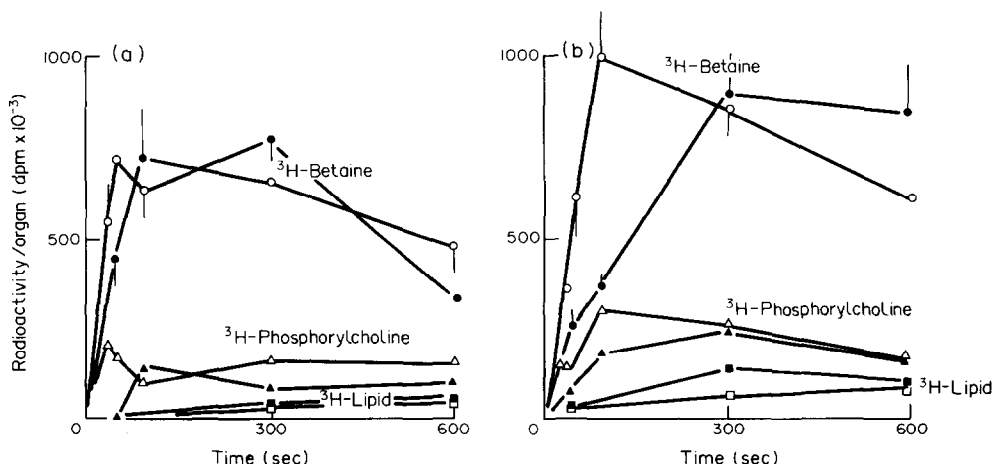 (a)
1000
500
0
300
600
Radioactivity/organ (dpm x 10⁻³)
³H-Betaine
³H-Phosphorylcholine
³H-Lipid
Time (sec)
(b)
1000
500
0
300
600
³H-Betaine
³H-Phosphorylcholine
³H-Lipid
Time (sec)